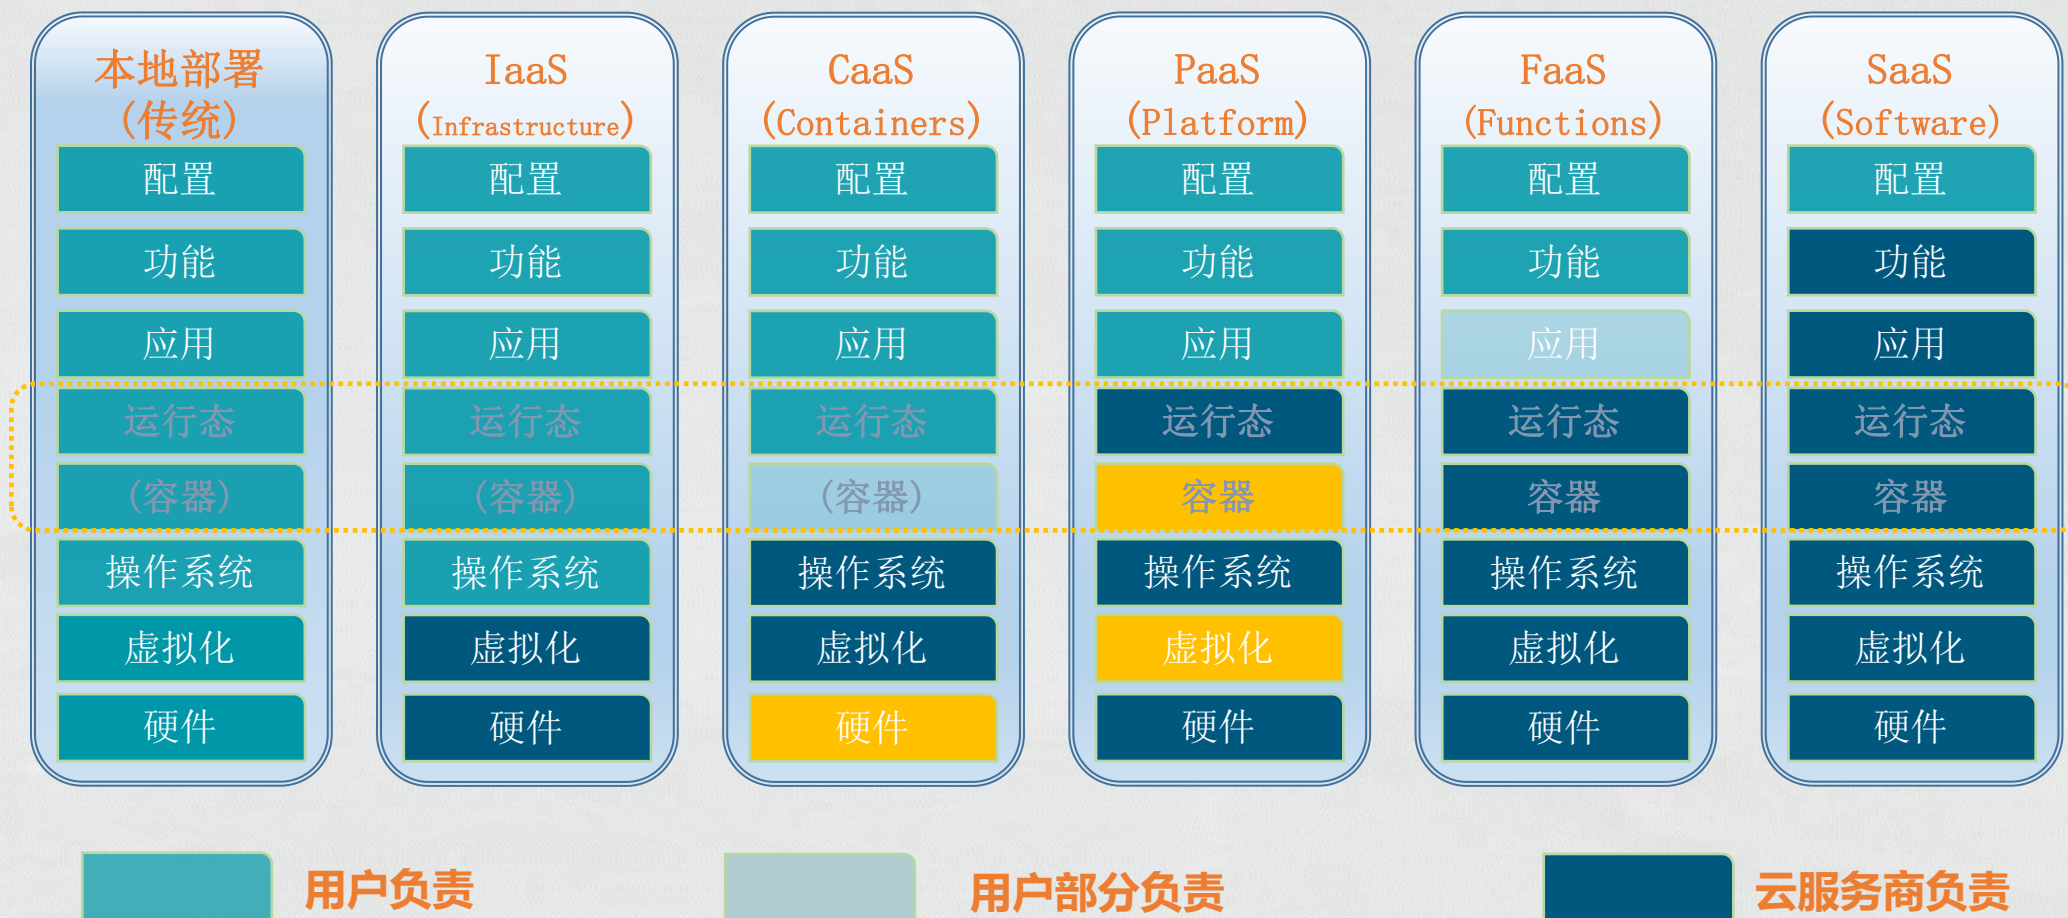 本地部署
(传统)
配置
功能
应用
运行态
(容器)
操作系统
虚拟化
硬件
IaaS
(Infrastructure)
配置
功能
应用
运行态
(容器)
操作系统
虚拟化
硬件
CaaS
(Containers)
配置
功能
应用
运行态
(容器)
操作系统
虚拟化
硬件
PaaS
(Platform)
配置
功能
应用
运行态
容器
操作系统
虚拟化
硬件
FaaS
(Functions)
配置
功能
应用
运行态
容器
操作系统
虚拟化
硬件
SaaS
(Software)
配置
功能
应用
运行态
容器
操作系统
虚拟化
硬件
用户负责
用户部分负责
云服务商负责